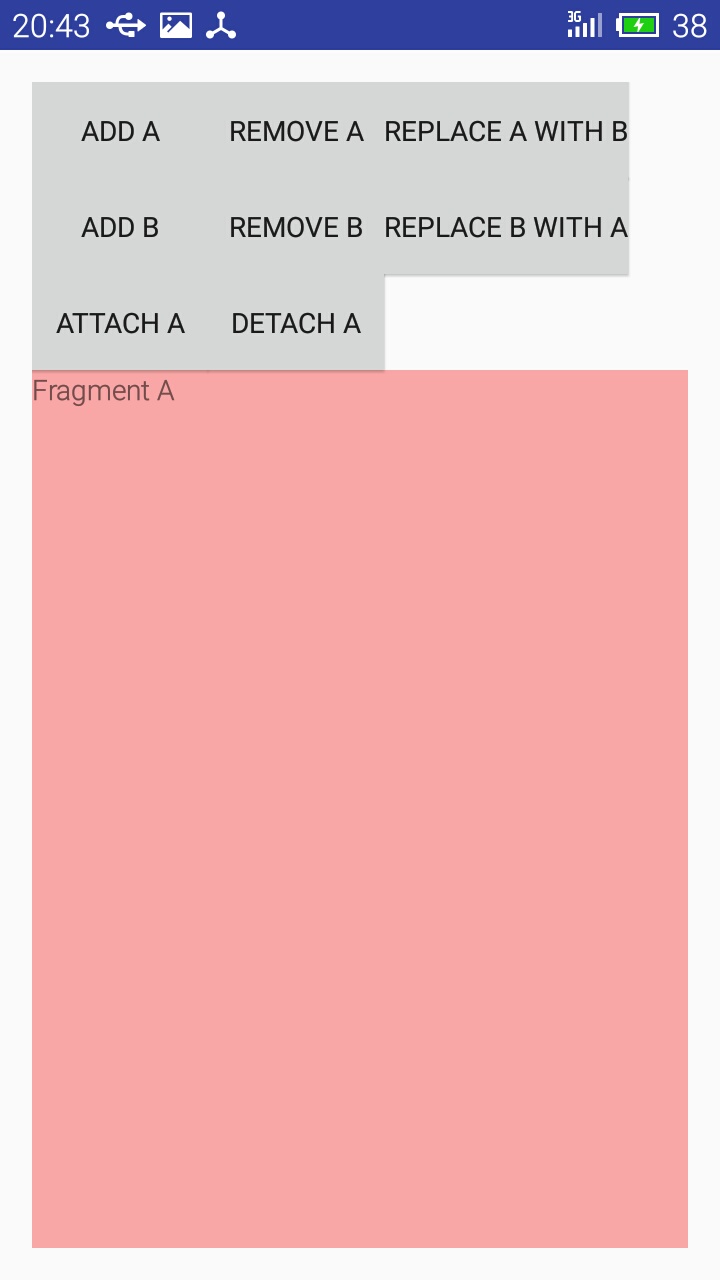 20:43 3G 38
ADD A REMOVE A REPLACE A WITH B
ADD B REMOVE B REPLACE B WITH A
ATTACH A DETACH A
Fragment A